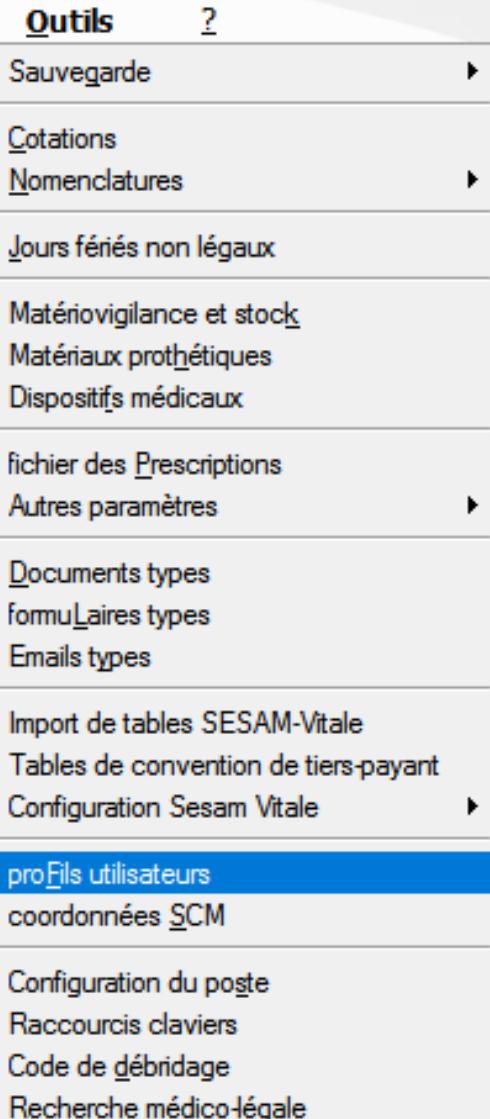 Outils ?
Sauvegarde
Cotations
Nomenclatures
Jours fériés non légaux
Matériovigilance et stock
Matériaux prothétiques
Dispositifs médicaux
fichier des Prescriptions
Autres paramètres
Documents types
formuLaires types
Emails types
Import de tables SESAM-Vitale
Tables de convention de tiers-payant
Configuration Sesam Vitale
proFils utilisateurs
coordonnées SCM
Configuration du poste
Raccourcis claviers
Code de débridage
Recherche médico-légale